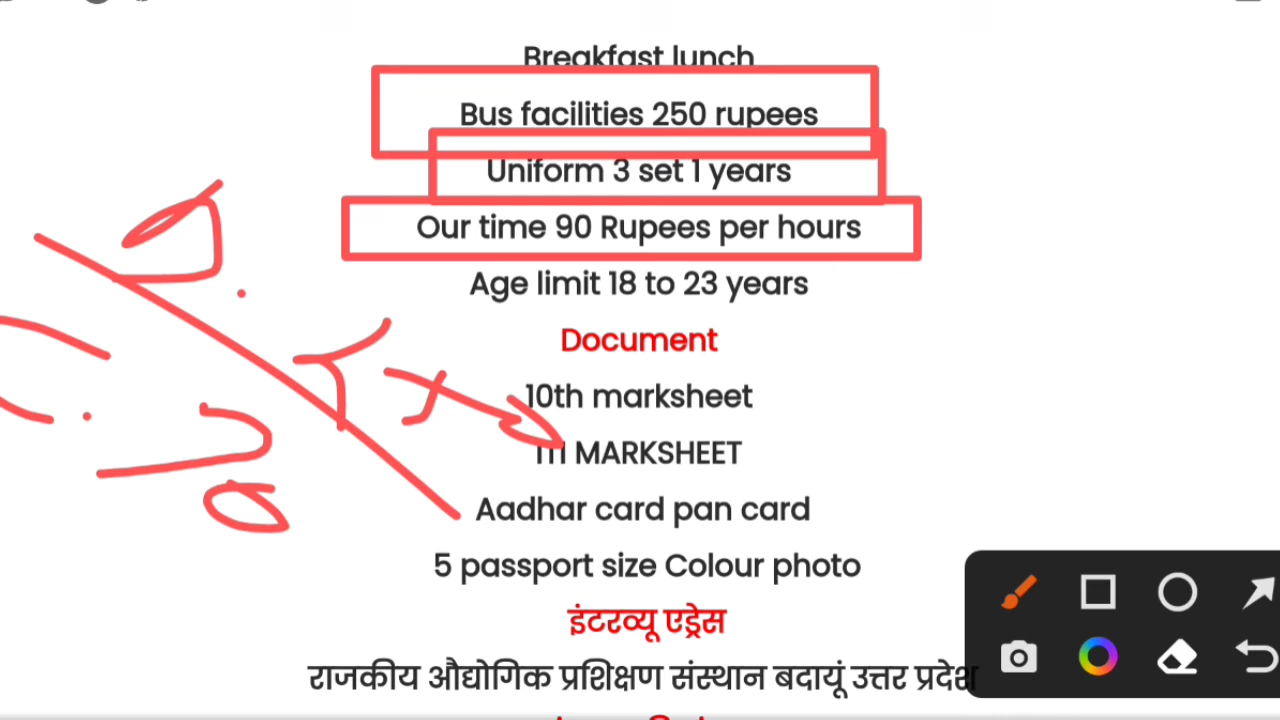 Breakfast lunch
Bus facilities 250 rupees
Uniform 3 set 1 years
Our time 90 Rupees per hours
Age limit 18 to 23 years
Document
10th marksheet
ITI MARKSHEET
Aadhar card pan card
5 passport size Colour photo
इंटरव्यू एड्रेस
राजकीय औद्योगिक प्रशिक्षण संस्थान बदायूं उत्तर प्रदेश